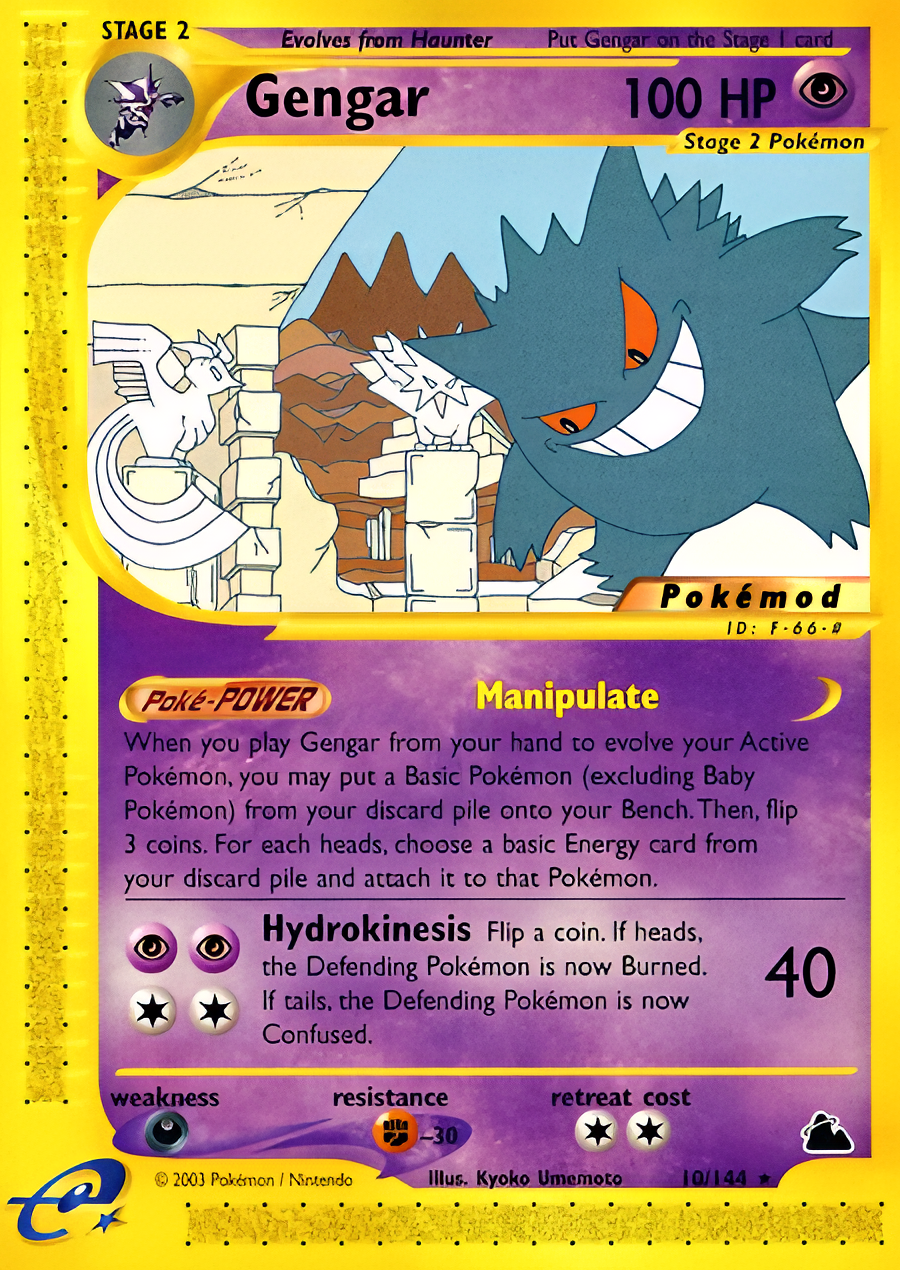 STAGE 2
Evolves from Haunter Put Gengar on the Stage 1 card
Gengar 100 HP
Stage 2 Pokémon
Pokémod
ID: F-66-#
Poké-POWER Manipulate
When you play Gengar from your hand to evolve your Active
Pokémon, you may put a Basic Pokémon (excluding Baby
Pokémon) from your discard pile onto your Bench. Then, flip
3 coins. For each heads, choose a basic Energy card from
your discard pile and attach it to that Pokémon.
Hydrokinesis Flip a coin. If heads,
the Defending Pokémon is now Burned.
If tails, the Defending Pokémon is now
Confused.
40
weakness resistance retreat cost
-30
© 2003 Pokémon / Nintendo Illus. Kyoko Umemoto 10/144 ★
e